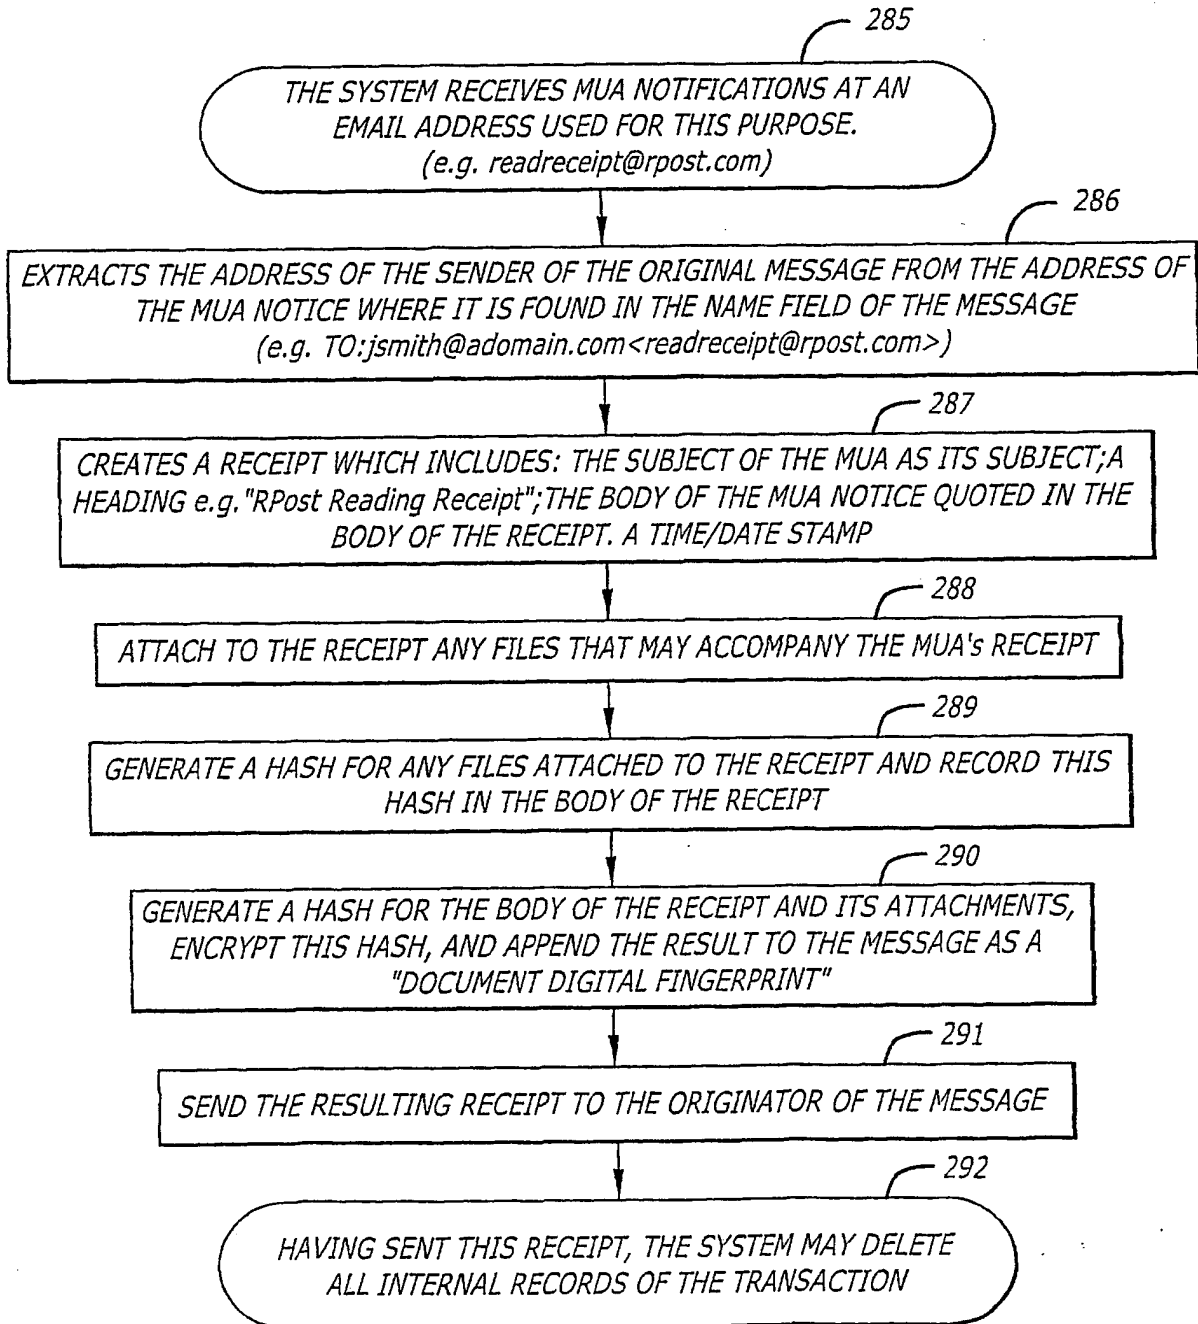 285
THE SYSTEM RECEIVES MUA NOTIFICATIONS AT AN
EMAIL ADDRESS USED FOR THIS PURPOSE.
(e.g. readreceipt@rpost.com)
286
EXTRACTS THE ADDRESS OF THE SENDER OF THE ORIGINAL MESSAGE FROM THE ADDRESS OF
THE MUA NOTICE WHERE IT IS FOUND IN THE NAME FIELD OF THE MESSAGE
(e.g. TO:jsmith@adomain.com<readreceipt@rpost.com>)
287
CREATES A RECEIPT WHICH INCLUDES: THE SUBJECT OF THE MUA AS ITS SUBJECT;A
HEADING e.g."RPost Reading Receipt";THE BODY OF THE MUA NOTICE QUOTED IN THE
BODY OF THE RECEIPT. A TIME/DATE STAMP
288
ATTACH TO THE RECEIPT ANY FILES THAT MAY ACCOMPANY THE MUA's RECEIPT
289
GENERATE A HASH FOR ANY FILES ATTACHED TO THE RECEIPT AND RECORD THIS
HASH IN THE BODY OF THE RECEIPT
290
GENERATE A HASH FOR THE BODY OF THE RECEIPT AND ITS ATTACHMENTS,
ENCRYPT THIS HASH, AND APPEND THE RESULT TO THE MESSAGE AS A
"DOCUMENT DIGITAL FINGERPRINT"
291
SEND THE RESULTING RECEIPT TO THE ORIGINATOR OF THE MESSAGE
292
HAVING SENT THIS RECEIPT, THE SYSTEM MAY DELETE
ALL INTERNAL RECORDS OF THE TRANSACTION